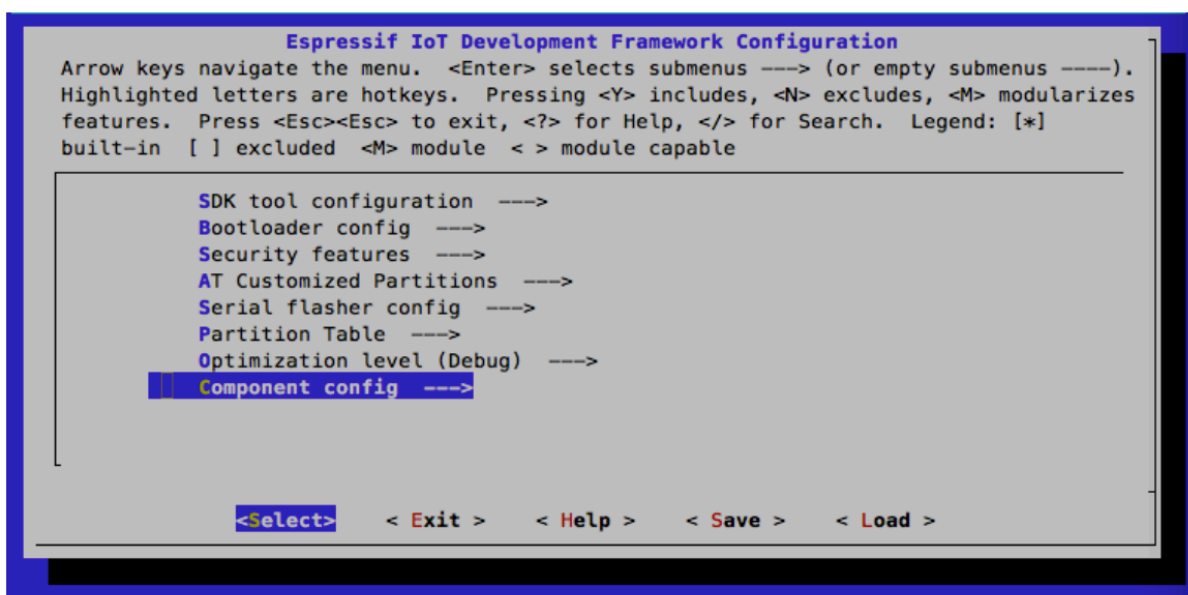 Espressif IoT Development Framework Configuration
Arrow keys navigate the menu.  <Enter> selects submenus ---> (or empty submenus ----).
Highlighted letters are hotkeys.  Pressing <Y> includes, <N> excludes, <M> modularizes
features.  Press <Esc><Esc> to exit, <?> for Help, </> for Search.  Legend: [*]
built-in  [ ] excluded  <M> module  < > module capable
SDK tool configuration  --->
Bootloader config  --->
Security features  --->
AT Customized Partitions  --->
Serial flasher config  --->
Partition Table  --->
Optimization level (Debug)  --->
Component config  --->
<Select>    < Exit >    < Help >    < Save >    < Load >